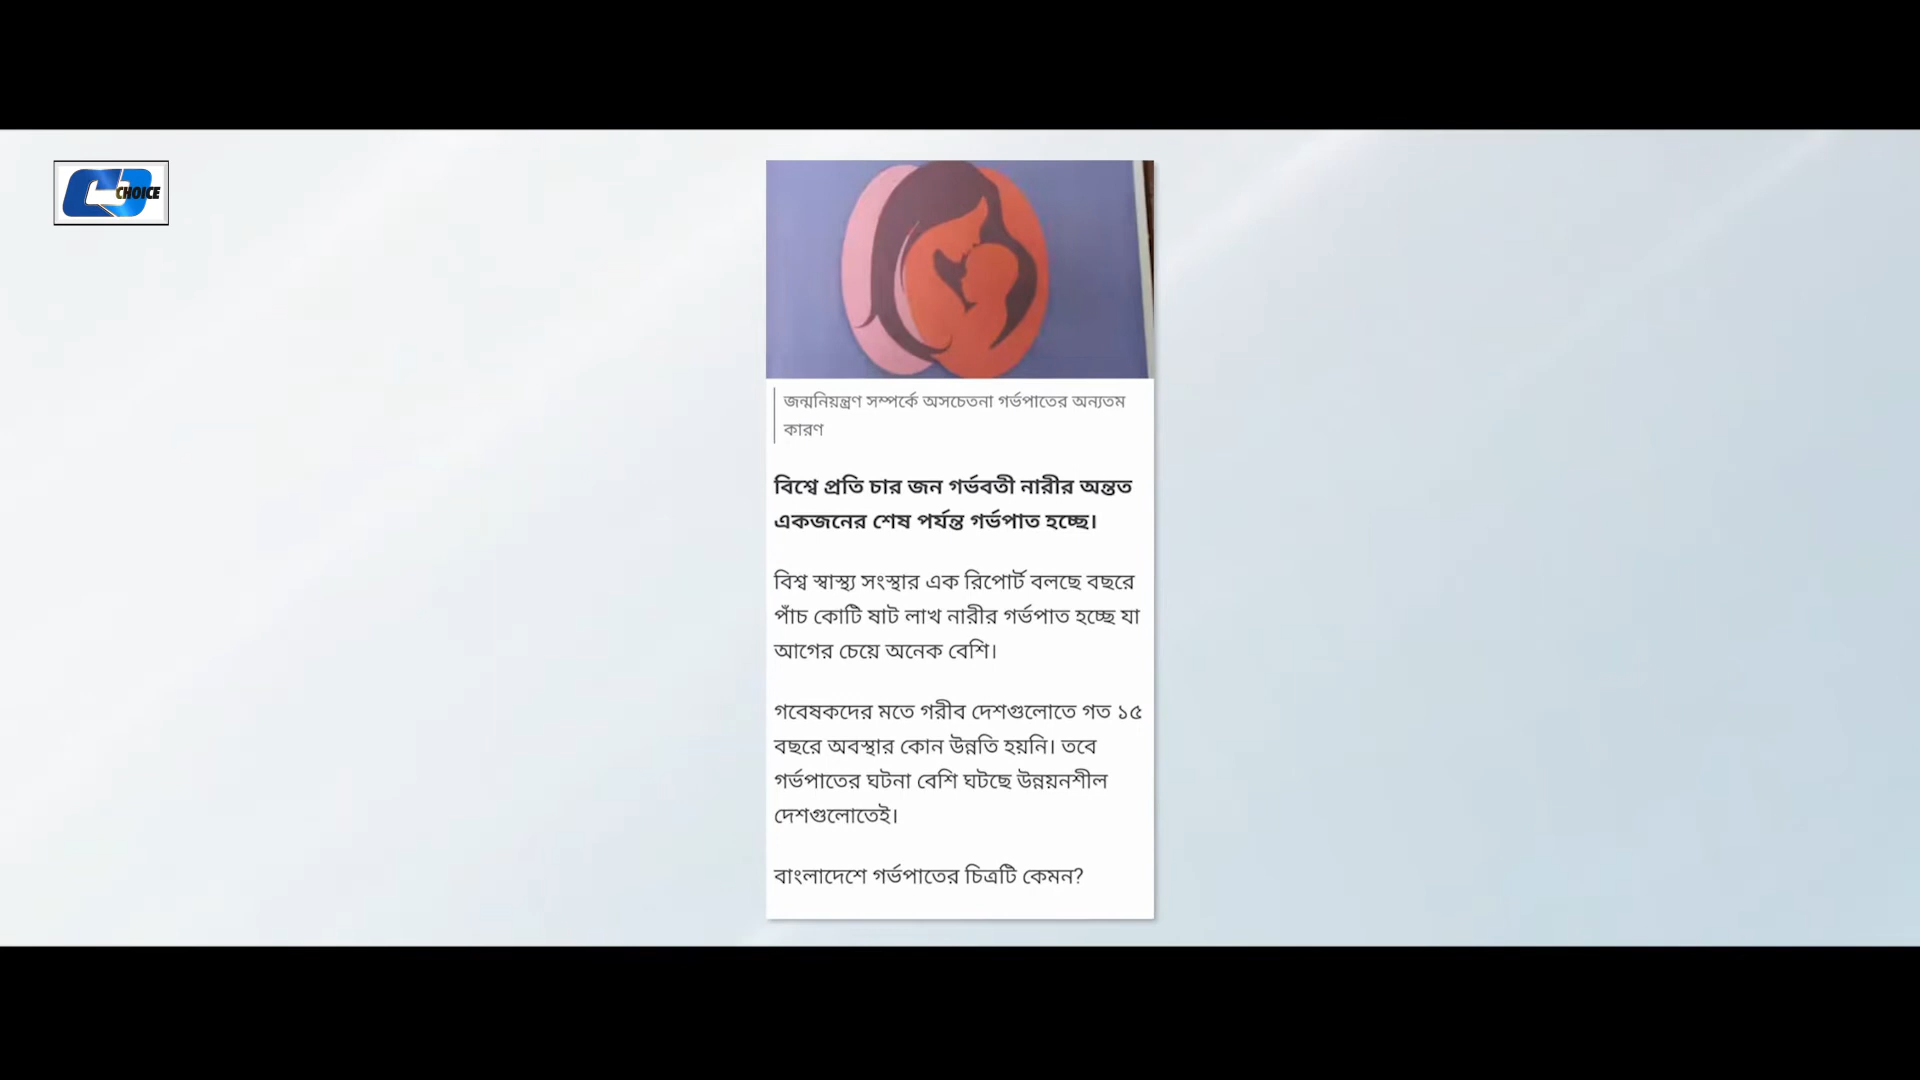 CHOICE
জন্মনিয়ন্ত্রণ সম্পর্কে অসচেতনা গর্ভপাতের অন্যতম
কারণ
বিশ্বে প্রতি চার জন গর্ভবতী নারীর অন্তত
একজনের শেষ পর্যন্ত গর্ভপাত হচ্ছে।
বিশ্ব স্বাস্থ্য সংস্থার এক রিপোর্ট বলছে বছরে
পাঁচ কোটি ষাট লাখ নারীর গর্ভপাত হচ্ছে যা
আগের চেয়ে অনেক বেশি।
গবেষকদের মতে গরীব দেশগুলোতে গত ১৫
বছরে অবস্থার কোন উন্নতি হয়নি। তবে
গর্ভপাতের ঘটনা বেশি ঘটছে উন্নয়নশীল
দেশগুলোতেই।
বাংলাদেশে গর্ভপাতের চিত্রটি কেমন?